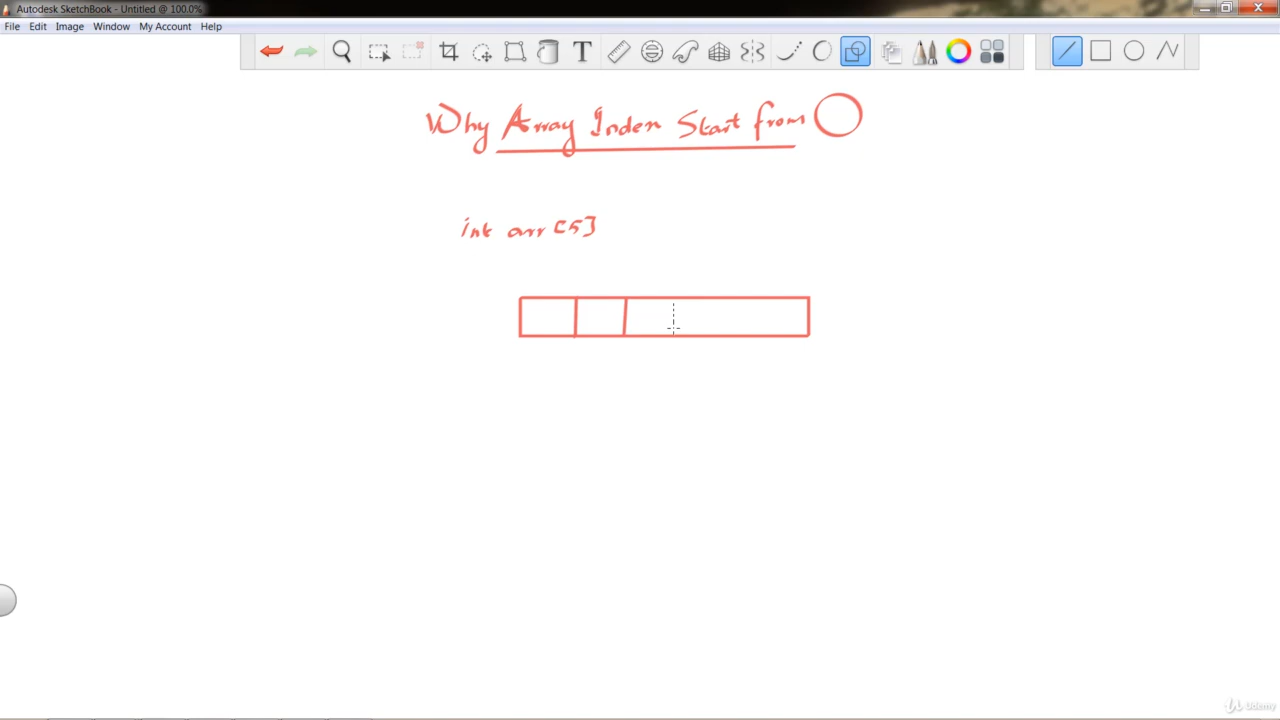 Autodesk SketchBook - Untitled @ 100.0%
File Edit Image Window My Account Help
Why Array Index Start from 0
int arr [5]
Udemy